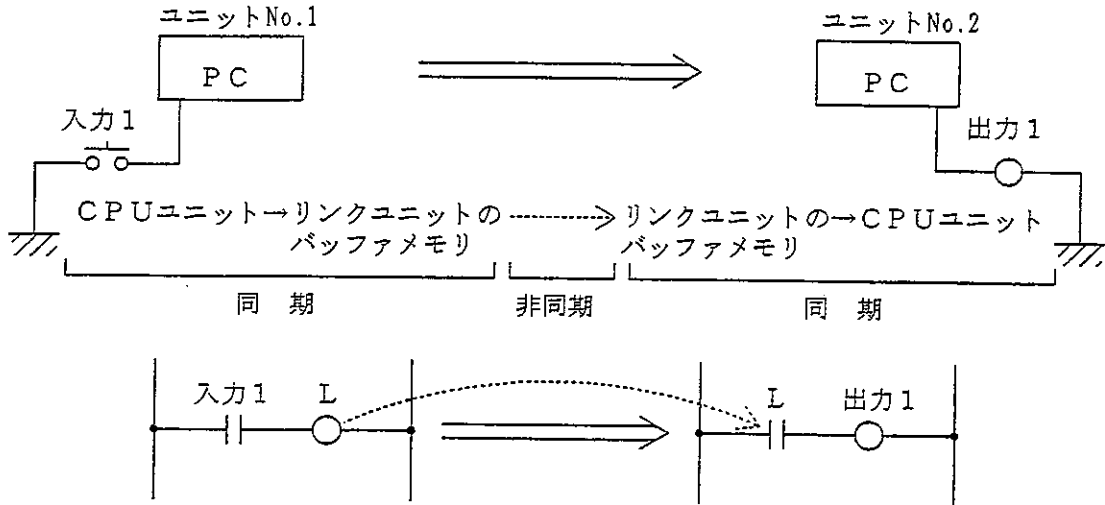 ユニットNo.1
ユニットNo.2
PC
PC
入力1
出力1
CPUユニット→リンクユニットの
バッファメモリ
リンクユニットの→CPUユニット
バッファメモリ
同 期
非同期
同 期
入力1
L
L
出力1